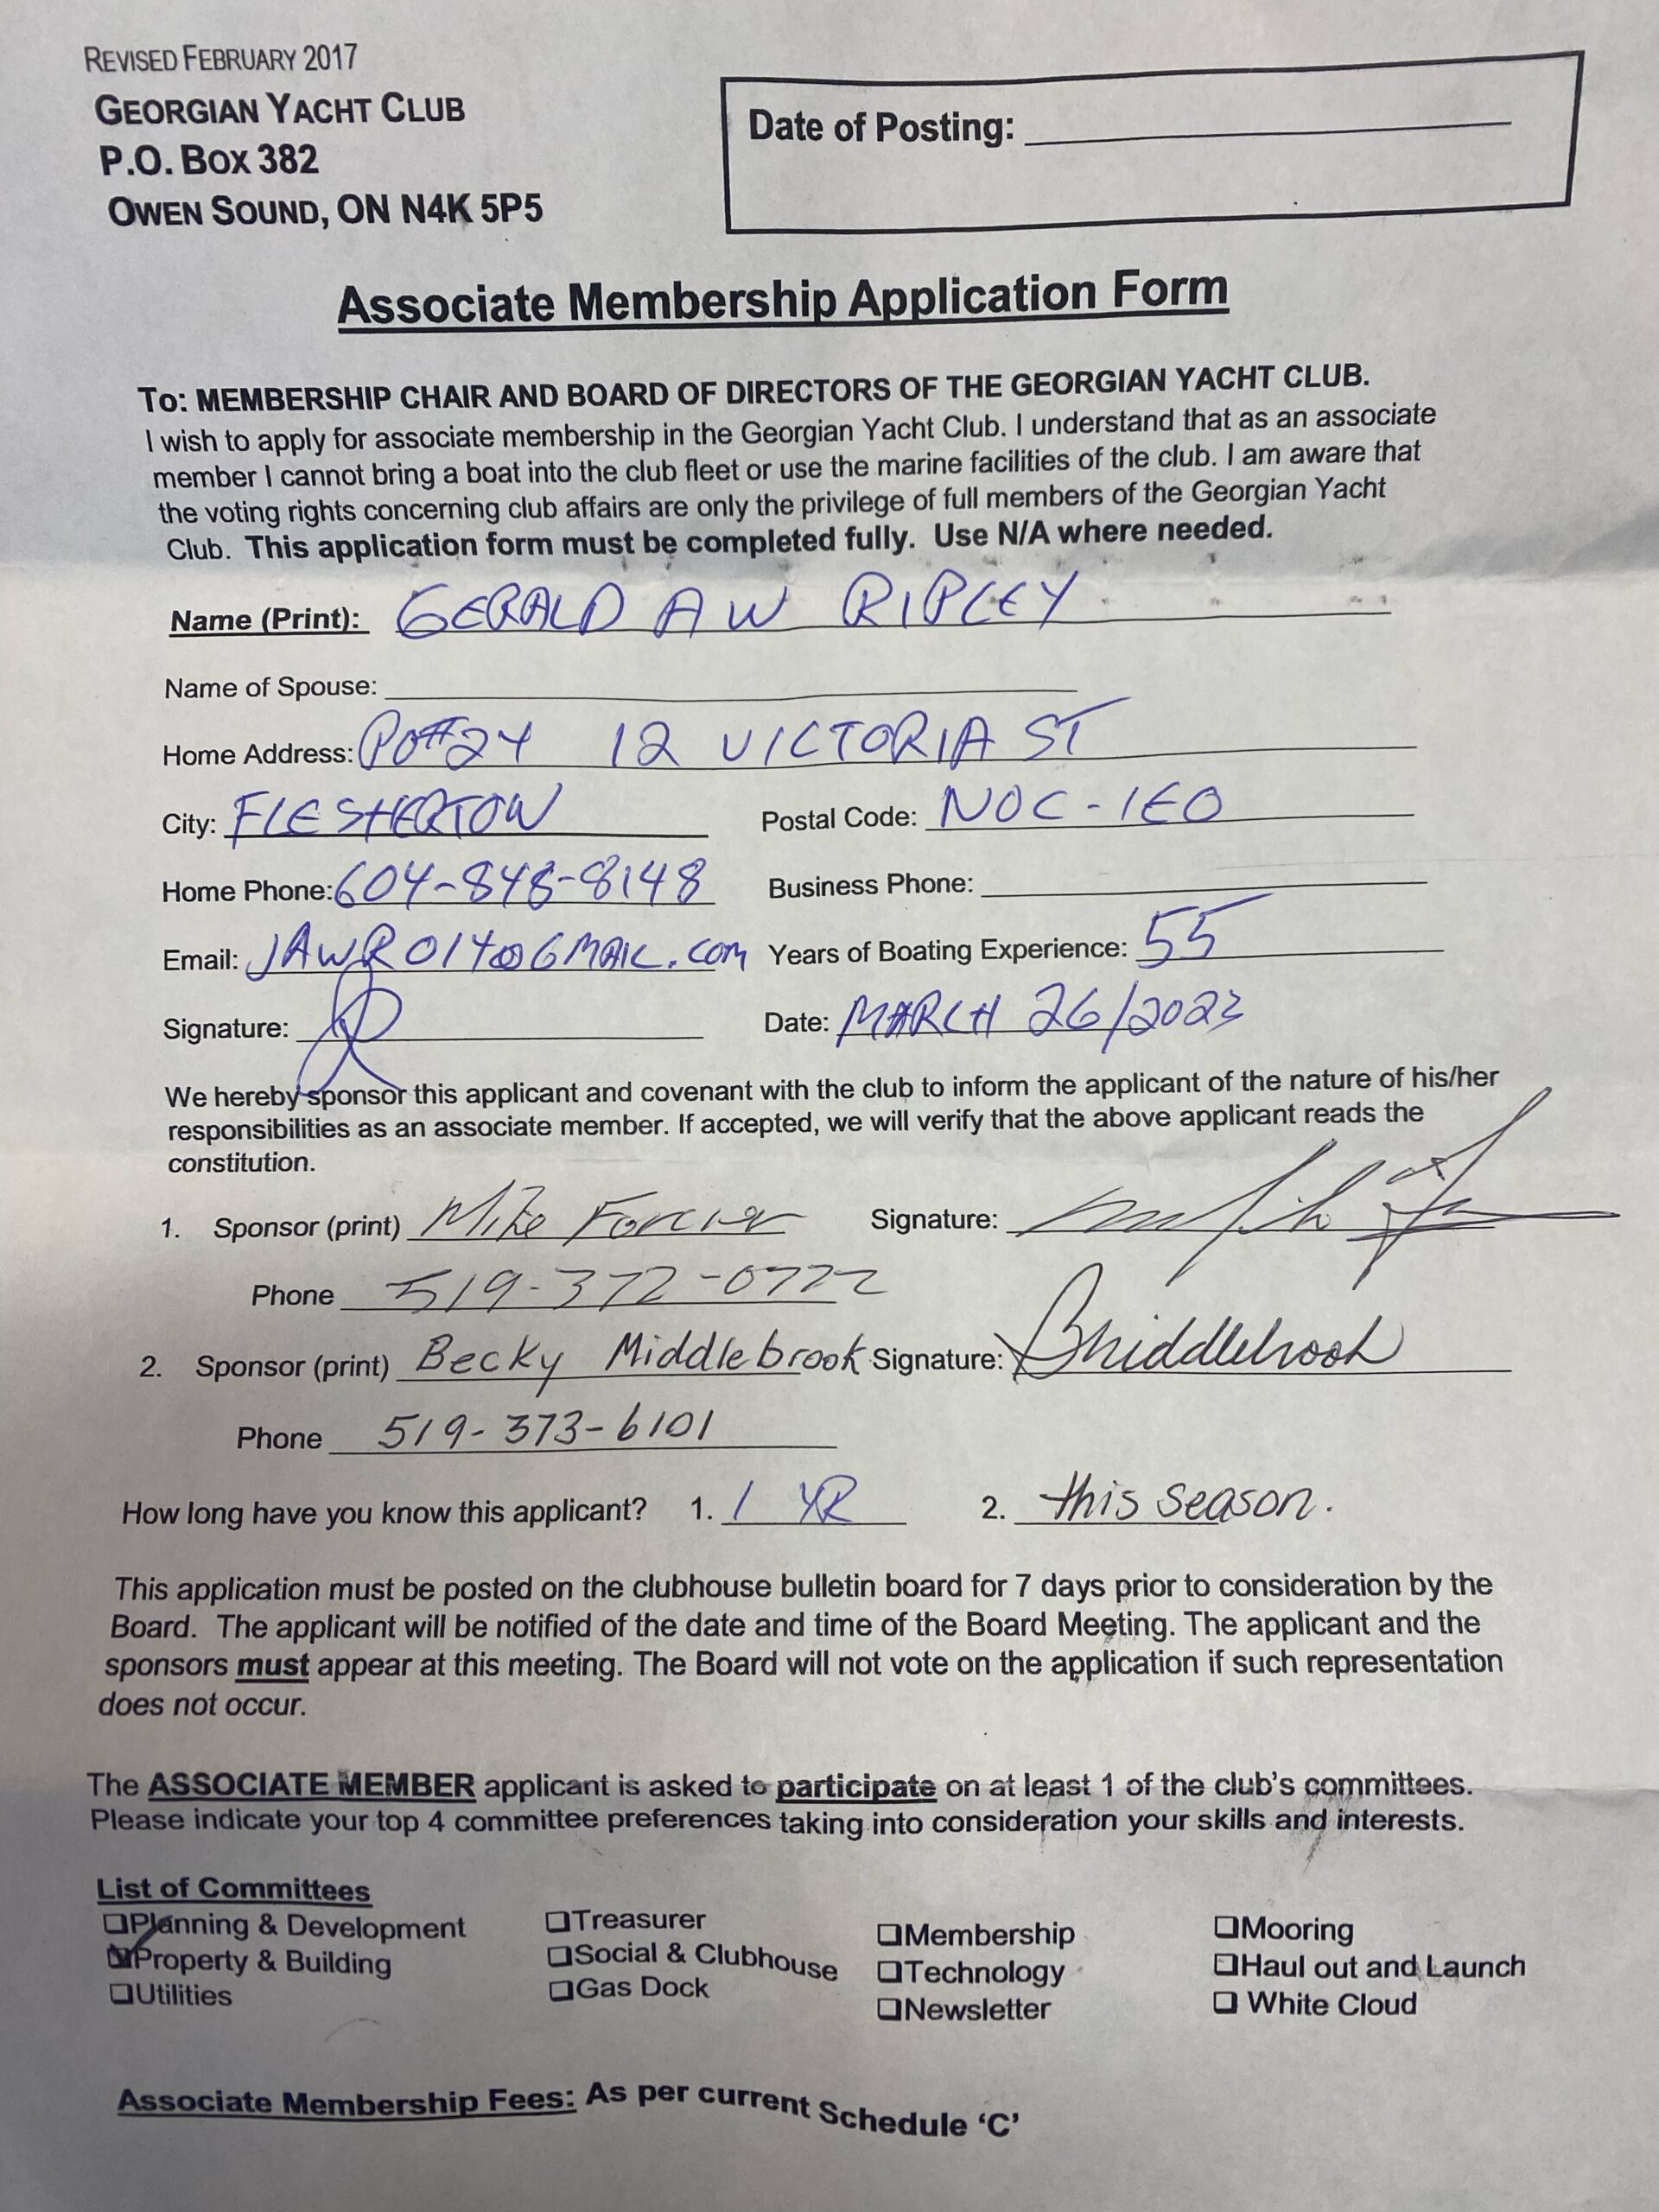 REVISED FEBRUARY 2017
GEORGIAN YACHT CLUB
P.O. BOX 382
OWEN SOUND, ON N4K 5P5
Date of Posting:
Associate Membership Application Form
To: MEMBERSHIP CHAIR AND BOARD OF DIRECTORS OF THE GEORGIAN YACHT CLUB.
I wish to apply for associate membership in the Georgian Yacht Club. I understand that as an associate
member I cannot bring a boat into the club fleet or use the marine facilities of the club. I am aware that
the voting rights concerning club affairs are only the privilege of full members of the Georgian Yacht
Club. This application form must be completed fully. Use N/A where needed.
Name (Print): GERALD A W RIPLEY
Name of Spouse:
Home Address: PO#24 12 VICTORIA ST
City: FLESHERTON Postal Code: N0C-1E0
Home Phone: 604-848-8148 Business Phone:
Email: JAWR014@GMAIL.com Years of Boating Experience: 55
Signature: Date: MARCH 26/2023
We hereby sponsor this applicant and covenant with the club to inform the applicant of the nature of his/her
responsibilities as an associate member. If accepted, we will verify that the above applicant reads the
constitution.
1. Sponsor (print) Mike Forcier Signature:
Phone 519-372-0722
2. Sponsor (print) Becky Middlebrook Signature: BMiddlebrook
Phone 519-373-6101
How long have you know this applicant? 1. 1 YR 2. this season.
This application must be posted on the clubhouse bulletin board for 7 days prior to consideration by the
Board. The applicant will be notified of the date and time of the Board Meeting. The applicant and the
sponsors must appear at this meeting. The Board will not vote on the application if such representation
does not occur.
The ASSOCIATE MEMBER applicant is asked to participate on at least 1 of the club's committees.
Please indicate your top 4 committee preferences taking into consideration your skills and interests.
List of Committees
❑Planning & Development ❑Treasurer ❑Membership ❑Mooring
☑Property & Building ❑Social & Clubhouse ❑Technology ❑Haul out and Launch
❑Utilities ❑Gas Dock ❑Newsletter ❑ White Cloud
Associate Membership Fees: As per current Schedule 'C'